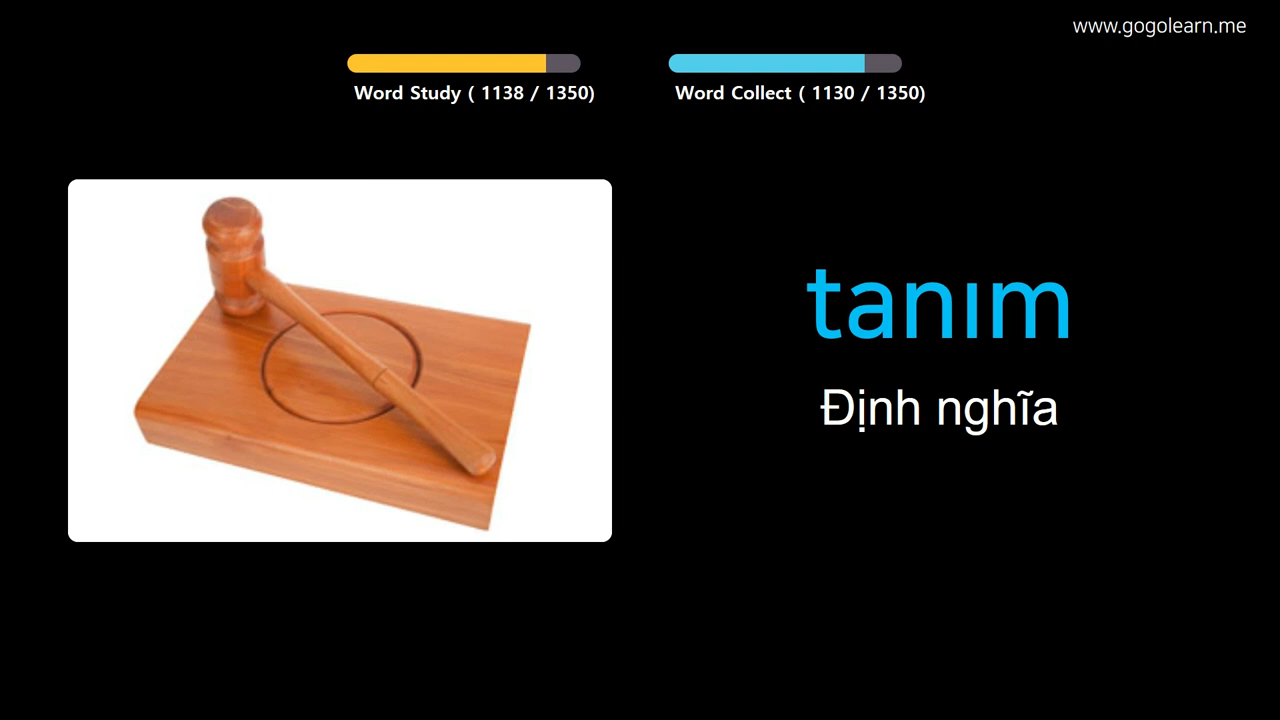 www.gogolearn.me
Word Study ( 1138 / 1350)
Word Collect ( 1130 / 1350)
tanım
Định nghĩa